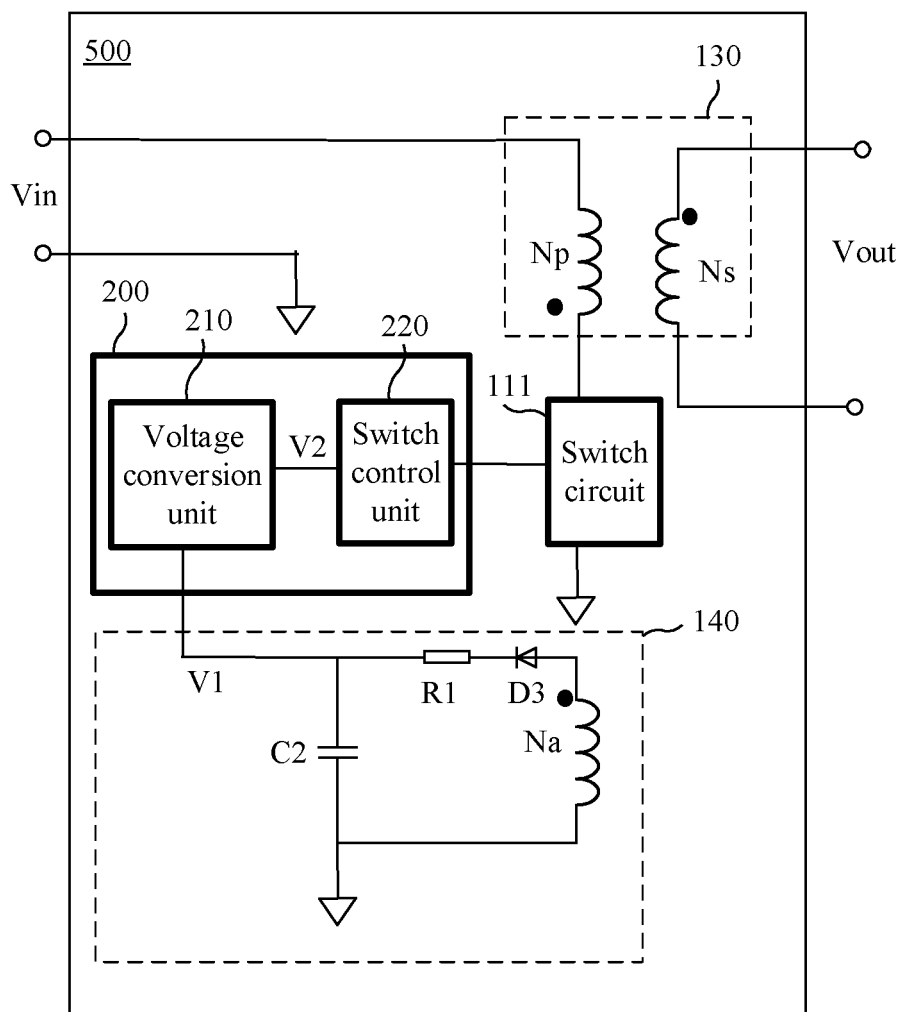 500
130
Vin
Np
Ns
Vout
200
210
220
111
Voltage
conversion
unit
V2
Switch
control
unit
Switch
circuit
140
V1
R1
D3
C2
Na